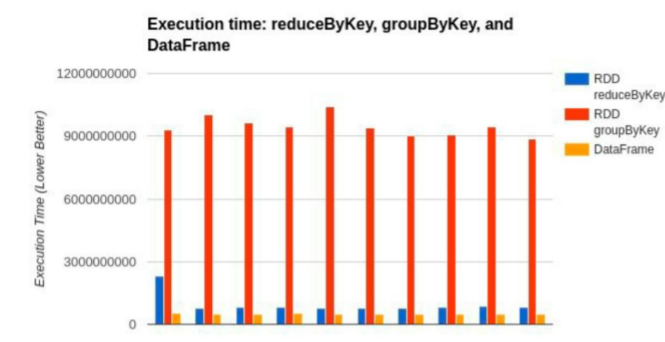 Execution time: reduceByKey, groupByKey, and
DataFrame
Execution Time (Lower Better)
12000000000
9000000000
6000000000
3000000000
0
RDD
reduceByKey
RDD
groupByKey
DataFrame